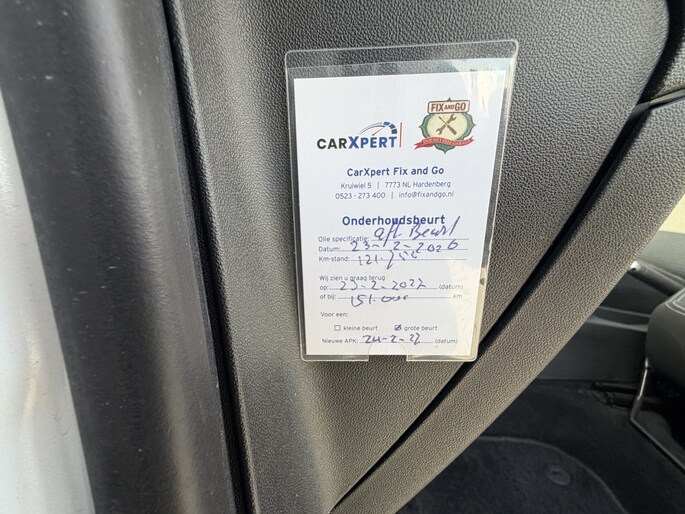 CARXPERT
FIX AND GO
CarXpert Fix and Go
Kruiwiel 5 | 7773 NL Hardenberg
0523 - 273 400 | info@fixandgo.nl
Onderhoudsbeurt
Olie specificatie: Beurt
Datum: 23-2-2026
Km-stand:
Wij zien u graag terug
op: 23-2-2027 (datum)
of bij: 151.000 km
Voor een:
kleine beurt grote beurt
Nieuwe APK: 24-2-27 (datum)